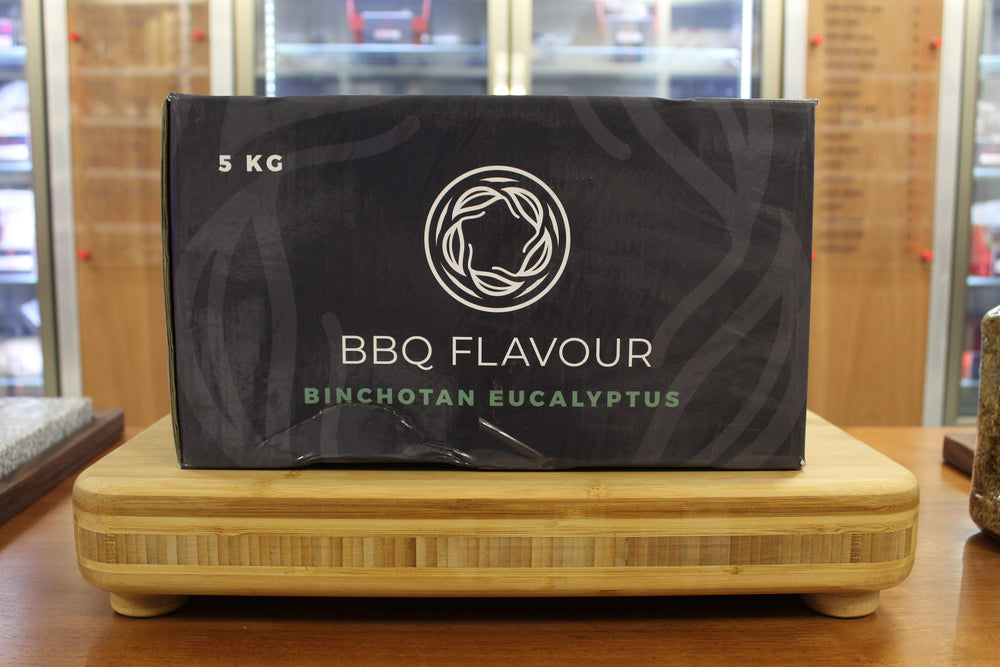 5 KG
BBQ FLAVOUR
BINCHOTAN EUCALYPTUS